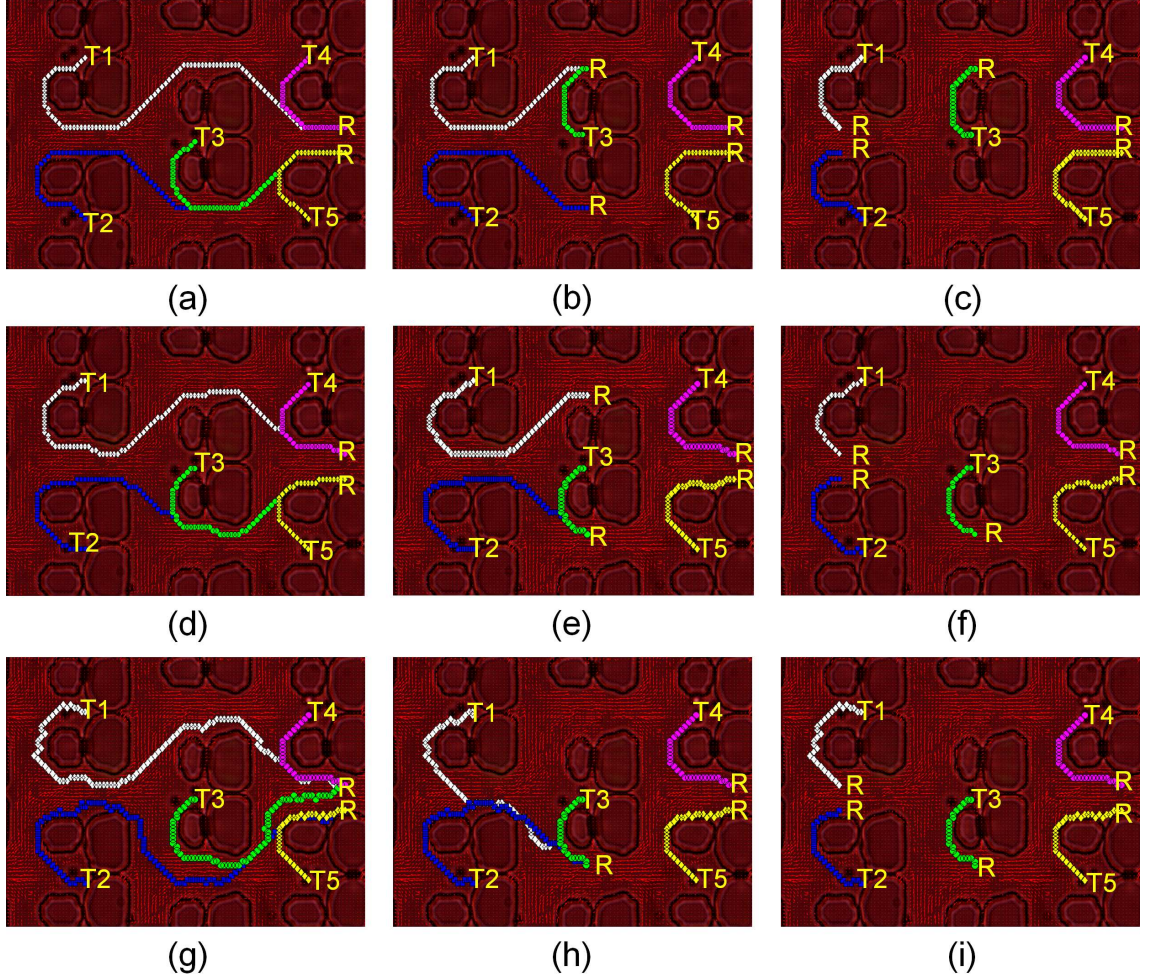 T1 T4
R
T3 R
T2 T5
T1 R T4
T3 R
T2 R T5
T1 R T4
R T3 R
R R
T2 T5
(a) (b) (c)
T1 T4
R
T3 R
T2 T5
T1 R T4
T3 R
R
T2 R T5
T1 T4
R R
R T3 R
T2 R T5
(d) (e) (f)
T1 T4
R
T3 R
T2 T5
T1 T4
R
T3 R
T2 R T5
T1 T4
R R
R T3 R
T2 R T5
(g) (h) (i)